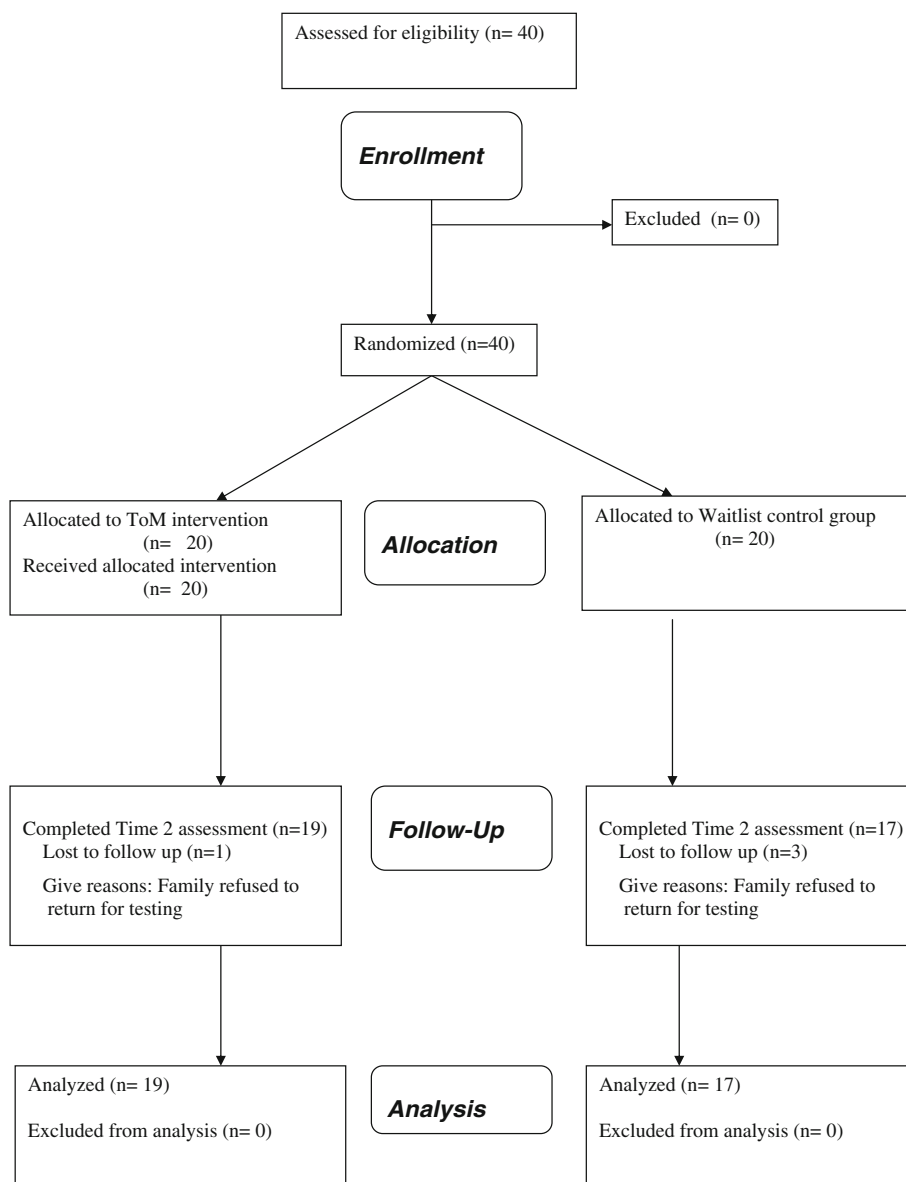 Assessed for eligibility (n= 40)
Enrollment
Excluded (n= 0)
Randomized (n=40)
Allocated to ToM intervention
(n= 20)
Received allocated intervention
(n= 20)
Allocation
Allocated to Waitlist control group
(n= 20)
Completed Time 2 assessment (n=19)
Lost to follow up (n=1)
Give reasons: Family refused to
return for testing
Follow-Up
Completed Time 2 assessment (n=17)
Lost to follow up (n=3)
Give reasons: Family refused to
return for testing
Analyzed (n= 19)
Excluded from analysis (n= 0)
Analysis
Analyzed (n= 17)
Excluded from analysis (n= 0)